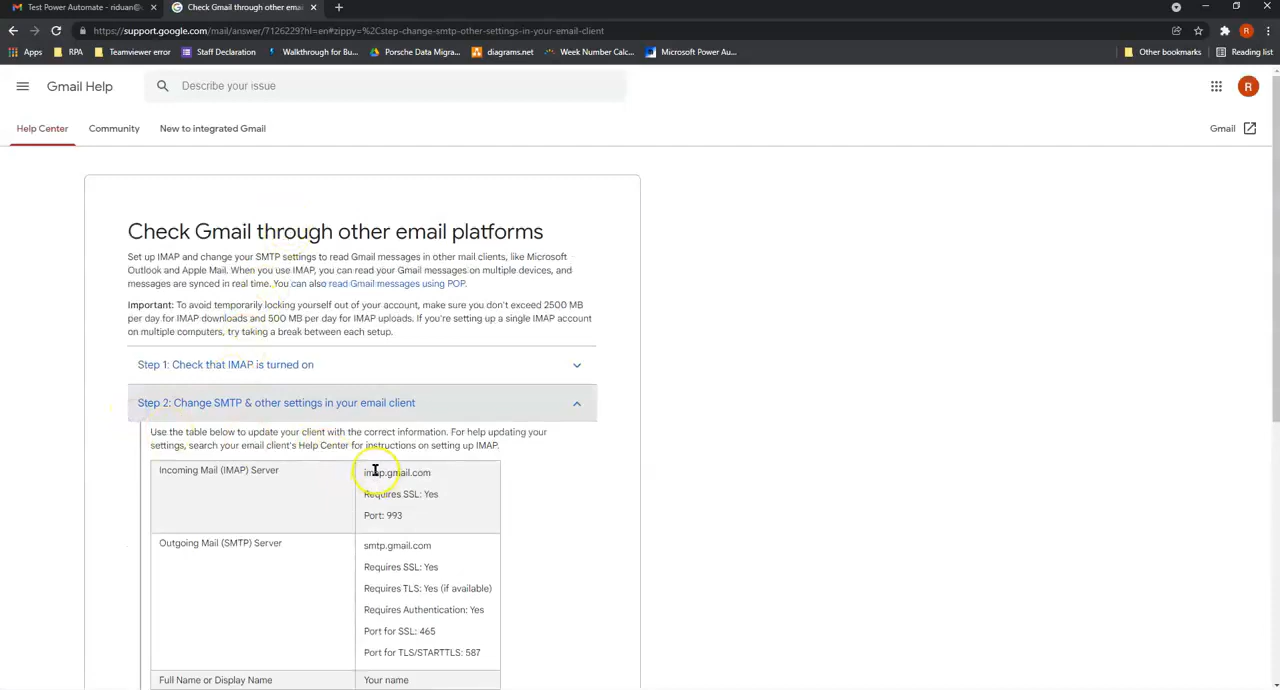 Test Power Automate - riduan@
Check Gmail through other emai
https://support.google.com/mail/answer/7126229?hl=en#zippy=%2Cstep-change-smtp-other-settings-in-your-email-client
Apps RPA Teamviewer error Staff Declaration Walkthrough for Bu... Porsche Data Migra... diagrams.net Week Number Calc... Microsoft Power Au... Other bookmarks Reading list
Gmail Help
Describe your issue
R
Help Center Community New to integrated Gmail Gmail
Check Gmail through other email platforms
Set up IMAP and change your SMTP settings to read Gmail messages in other mail clients, like Microsoft
Outlook and Apple Mail. When you use IMAP, you can read your Gmail messages on multiple devices, and
messages are synced in real time. You can also read Gmail messages using POP.
Important: To avoid temporarily locking yourself out of your account, make sure you don't exceed 2500 MB
per day for IMAP downloads and 500 MB per day for IMAP uploads. If you're setting up a single IMAP account
on multiple computers, try taking a break between each setup.
Step 1: Check that IMAP is turned on
Step 2: Change SMTP & other settings in your email client
Use the table below to update your client with the correct information. For help updating your
settings, search your email client's Help Center for instructions on setting up IMAP.
Incoming Mail (IMAP) Server
imap.gmail.com
Requires SSL: Yes
Port: 993
Outgoing Mail (SMTP) Server
smtp.gmail.com
Requires SSL: Yes
Requires TLS: Yes (if available)
Requires Authentication: Yes
Port for SSL: 465
Port for TLS/STARTTLS: 587
Full Name or Display Name
Your name